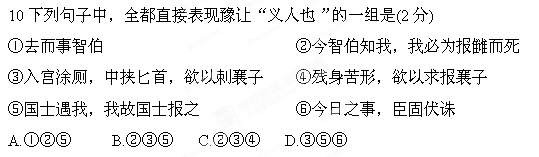 10 下列句子中，全都直接表现豫让“义人也 ”的一组是(2 分)
①去而事智伯 ②今智伯知我，我必为报雠而死
③入宫涂厕，中挟匕首，欲以刺襄子 ④残身苦形，欲以求报襄子
⑤国士遇我，我故国士报之 ⑥今日之事，臣固伏诛
A.①②⑤ B.②③⑤ C.②③④ D.③⑤⑥